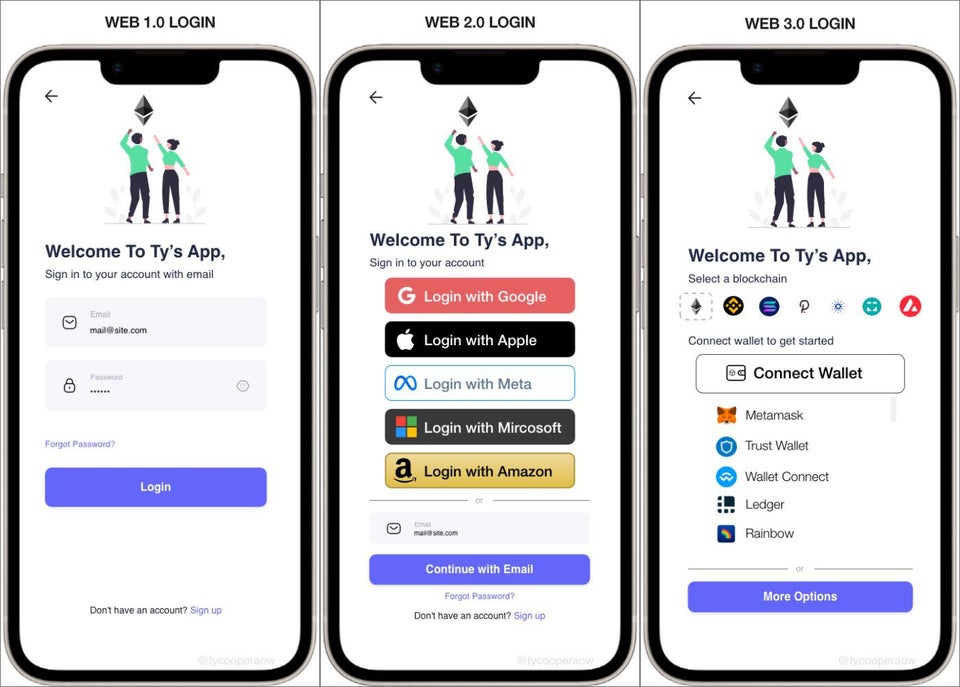 WEB 1.0 LOGIN
Welcome To Ty's App,
Sign in to your account with email
Email
mail@site.com
Password
••••••
Forgot Password?
Login
Don't have an account? Sign up
@tycooperaow
WEB 2.0 LOGIN
Welcome To Ty's App,
Sign in to your account
Login with Google
Login with Apple
Login with Meta
Login with Mircosoft
Login with Amazon
or
Email
mail@site.com
Continue with Email
Forgot Password?
Don't have an account? Sign up
@tycooperaow
WEB 3.0 LOGIN
Welcome To Ty's App,
Select a blockchain
Connect wallet to get started
Connect Wallet
Metamask
Trust Wallet
Wallet Connect
Ledger
Rainbow
or
More Options
@tycooperaow